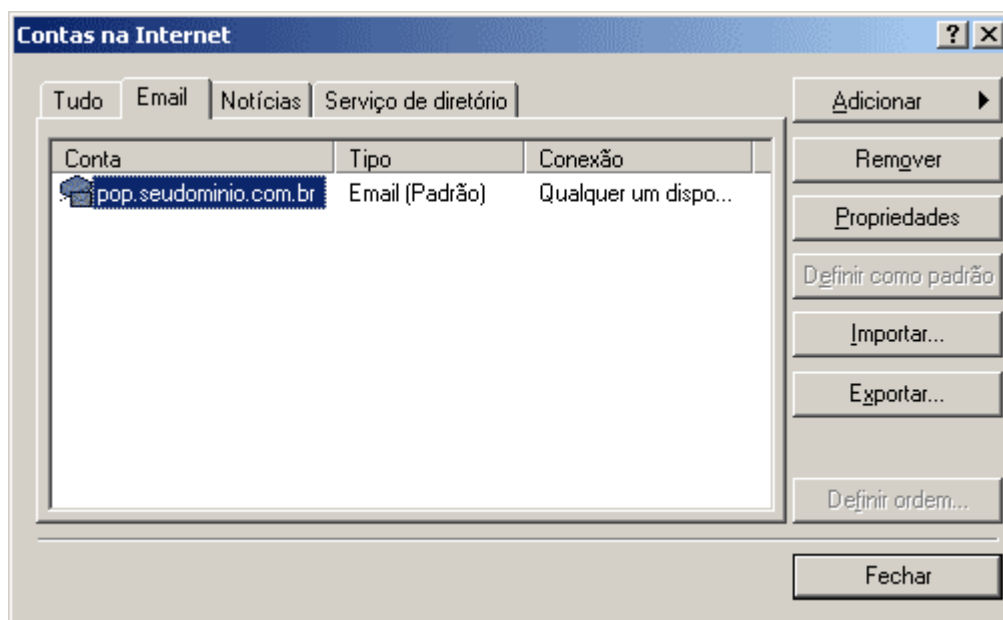 Contas na Internet
Tudo Email Notícias Serviço de diretório
Conta Tipo Conexão
pop.seudominio.com.br Email (Padrão) Qualquer um dispo...
Adicionar
Remover
Propriedades
Definir como padrão
Importar...
Exportar...
Definir ordem...
Fechar